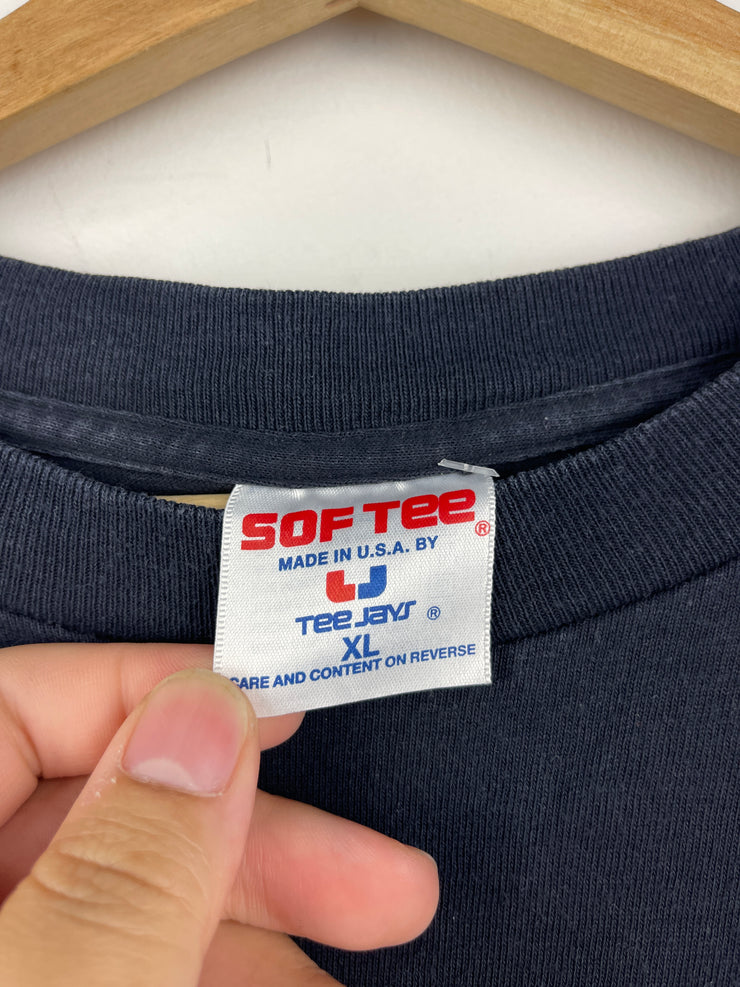 SOF TEE®
MADE IN U.S.A. BY
TEE JAYS ®
XL
CARE AND CONTENT ON REVERSE